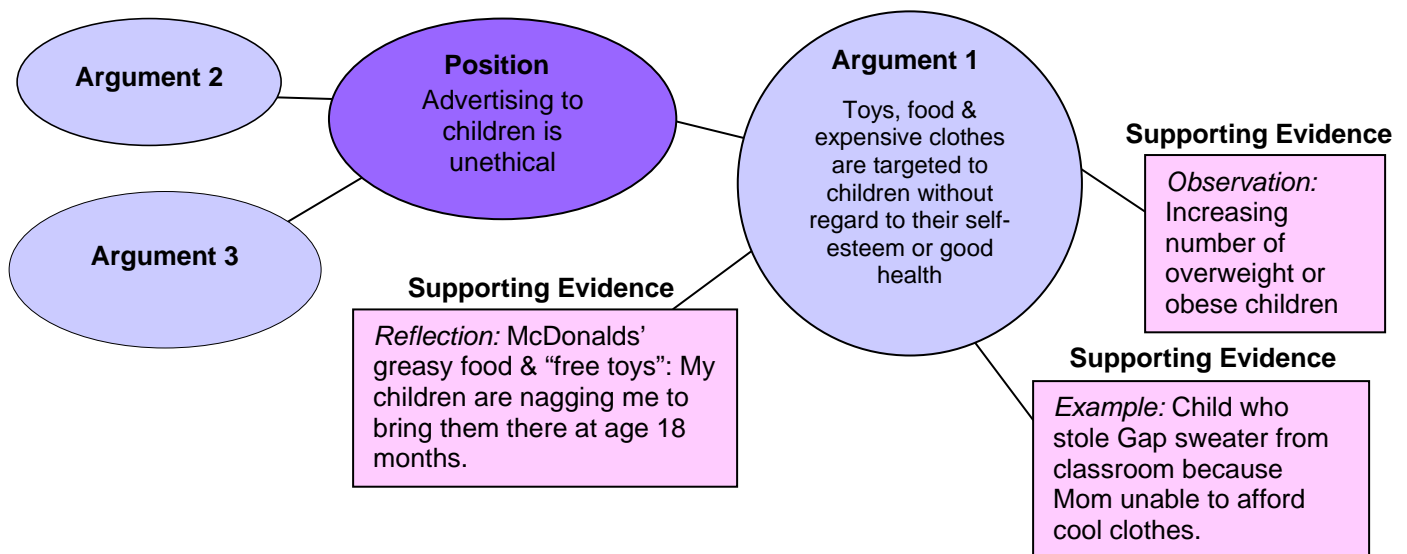 Argument 2
Position
Advertising to
children is
unethical
Argument 1
Toys, food &
expensive clothes
are targeted to
children without
regard to their self-
esteem or good
health
Argument 3
Supporting Evidence
Observation:
Increasing
number of
overweight or
obese children
Supporting Evidence
Reflection: McDonalds’
greasy food & “free toys”: My
children are nagging me to
bring them there at age 18
months.
Supporting Evidence
Example: Child who
stole Gap sweater from
classroom because
Mom unable to afford
cool clothes.